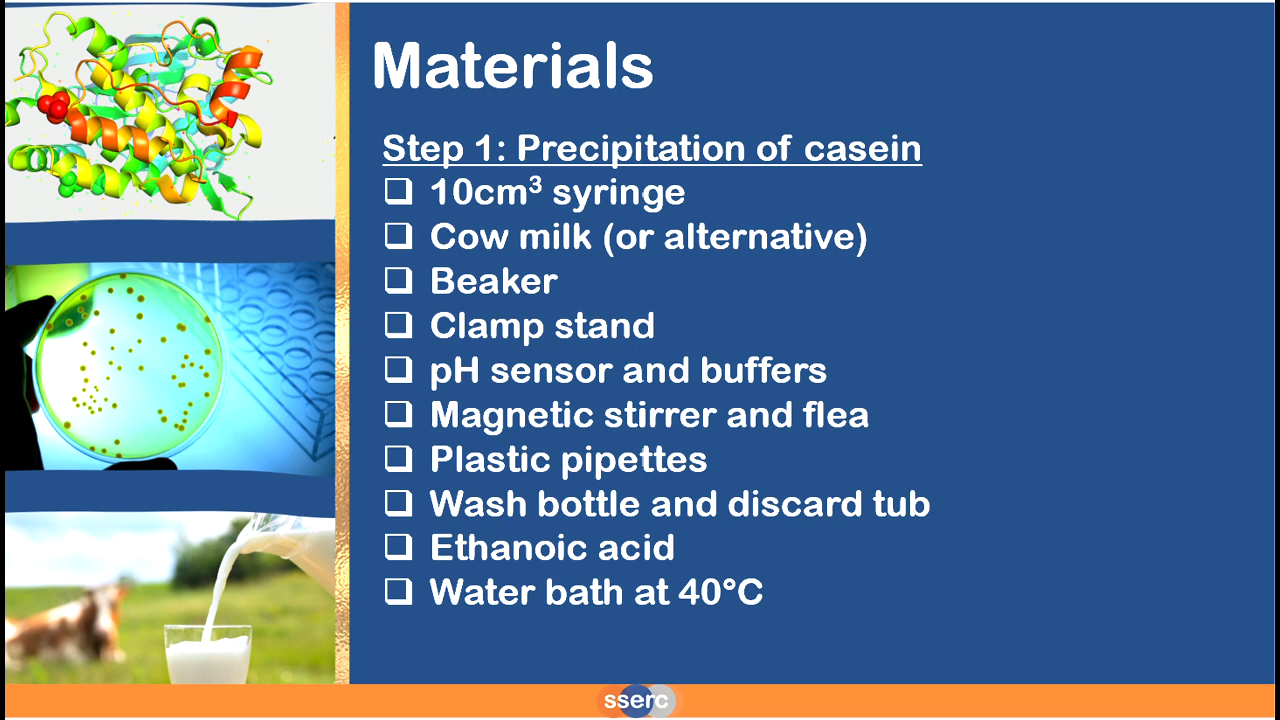 Materials
Step 1: Precipitation of casein
❑ 10cm³ syringe
❑ Cow milk (or alternative)
❑ Beaker
❑ Clamp stand
❑ pH sensor and buffers
❑ Magnetic stirrer and flea
❑ Plastic pipettes
❑ Wash bottle and discard tub
❑ Ethanoic acid
❑ Water bath at 40°C
sserc